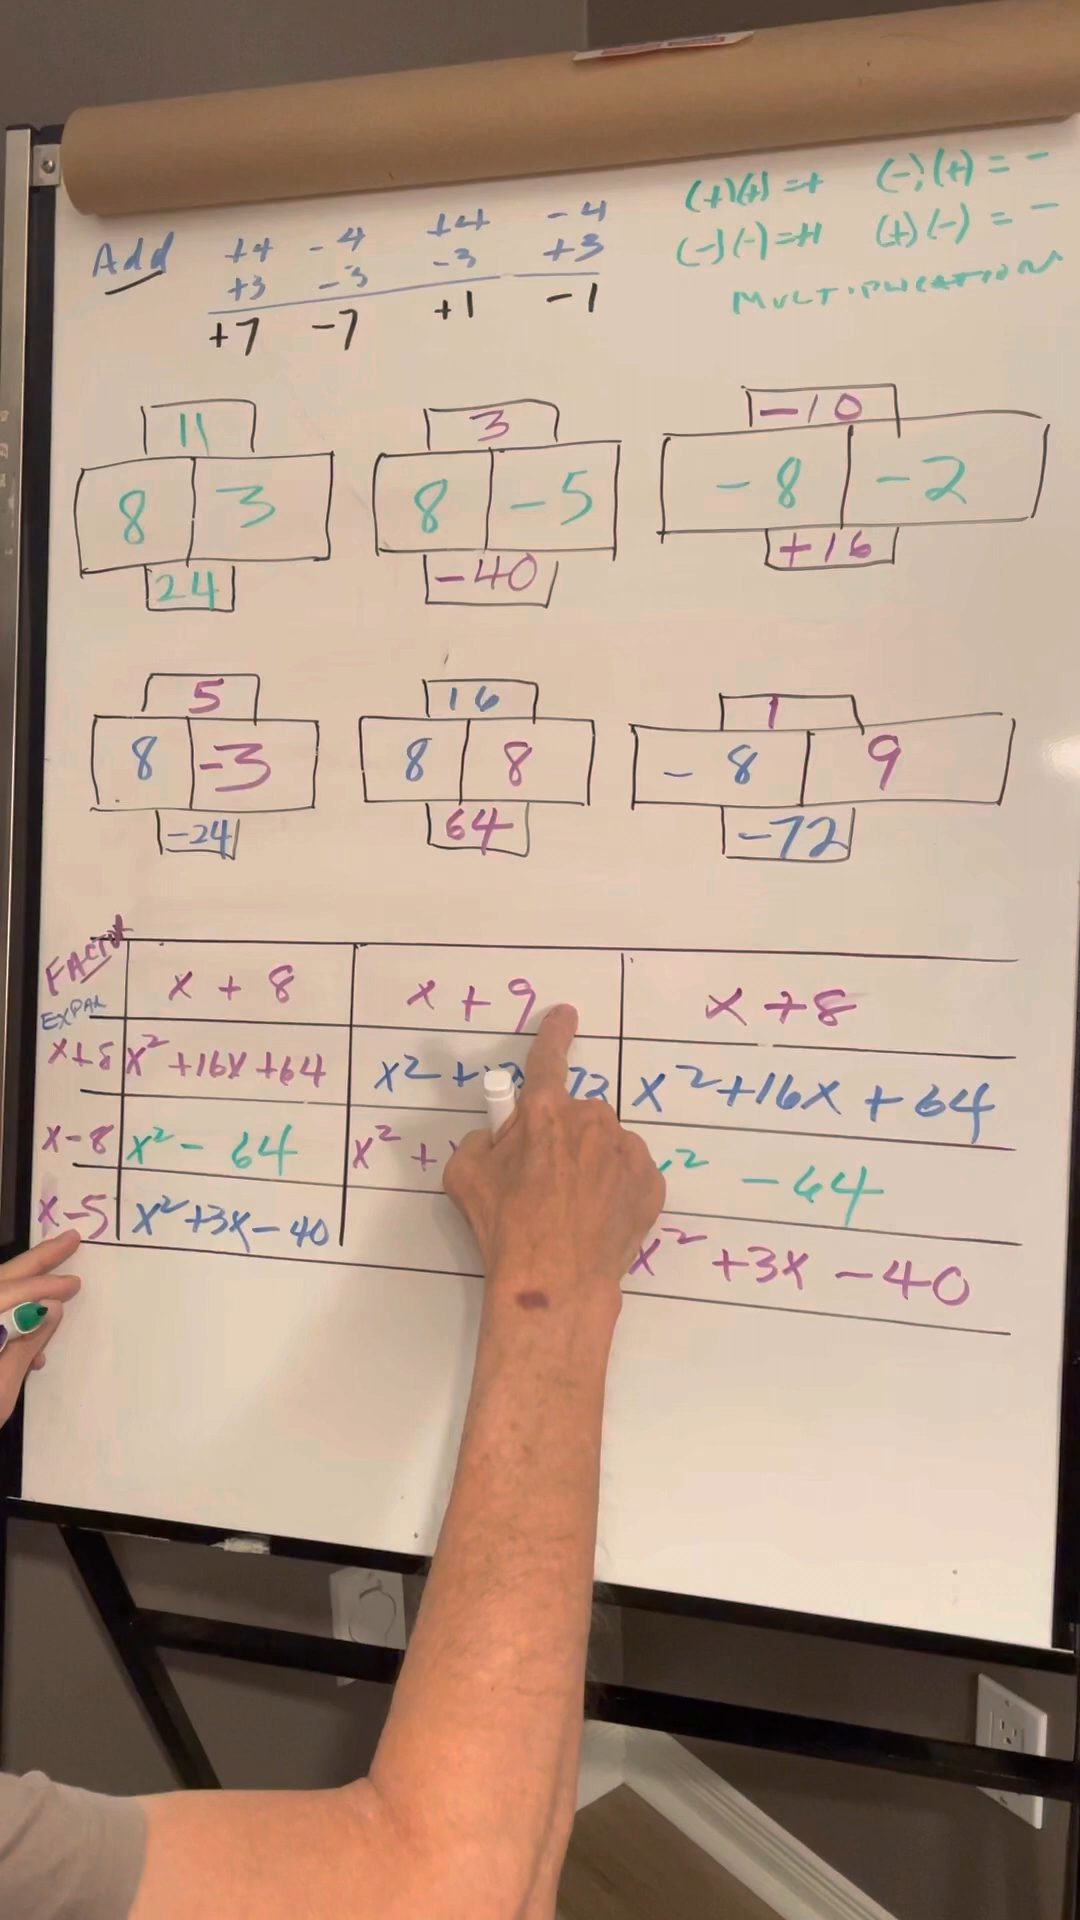 Add +4 -4 +4 -4
+3 -3 -3 +3
+7 -7 +1 -1
(+)(+)=+ (-)(+) = -
(-)(-)=+ (+)(-) = -
MULTIPLICATION
11 3 -10
8 3 8 -5 -8 -2
24 -40 +16
5 16 1
8 -3 8 8 -8 9
-24 64 -72
FACTOR
EXPAN
x + 8 x + 9 x + 8
x+8 x²+16x+64 x² + 72 x²+16x + 64
x-8 x² - 64 x² + x² - 64
x-5 x²+3x-40 x² +3x -40